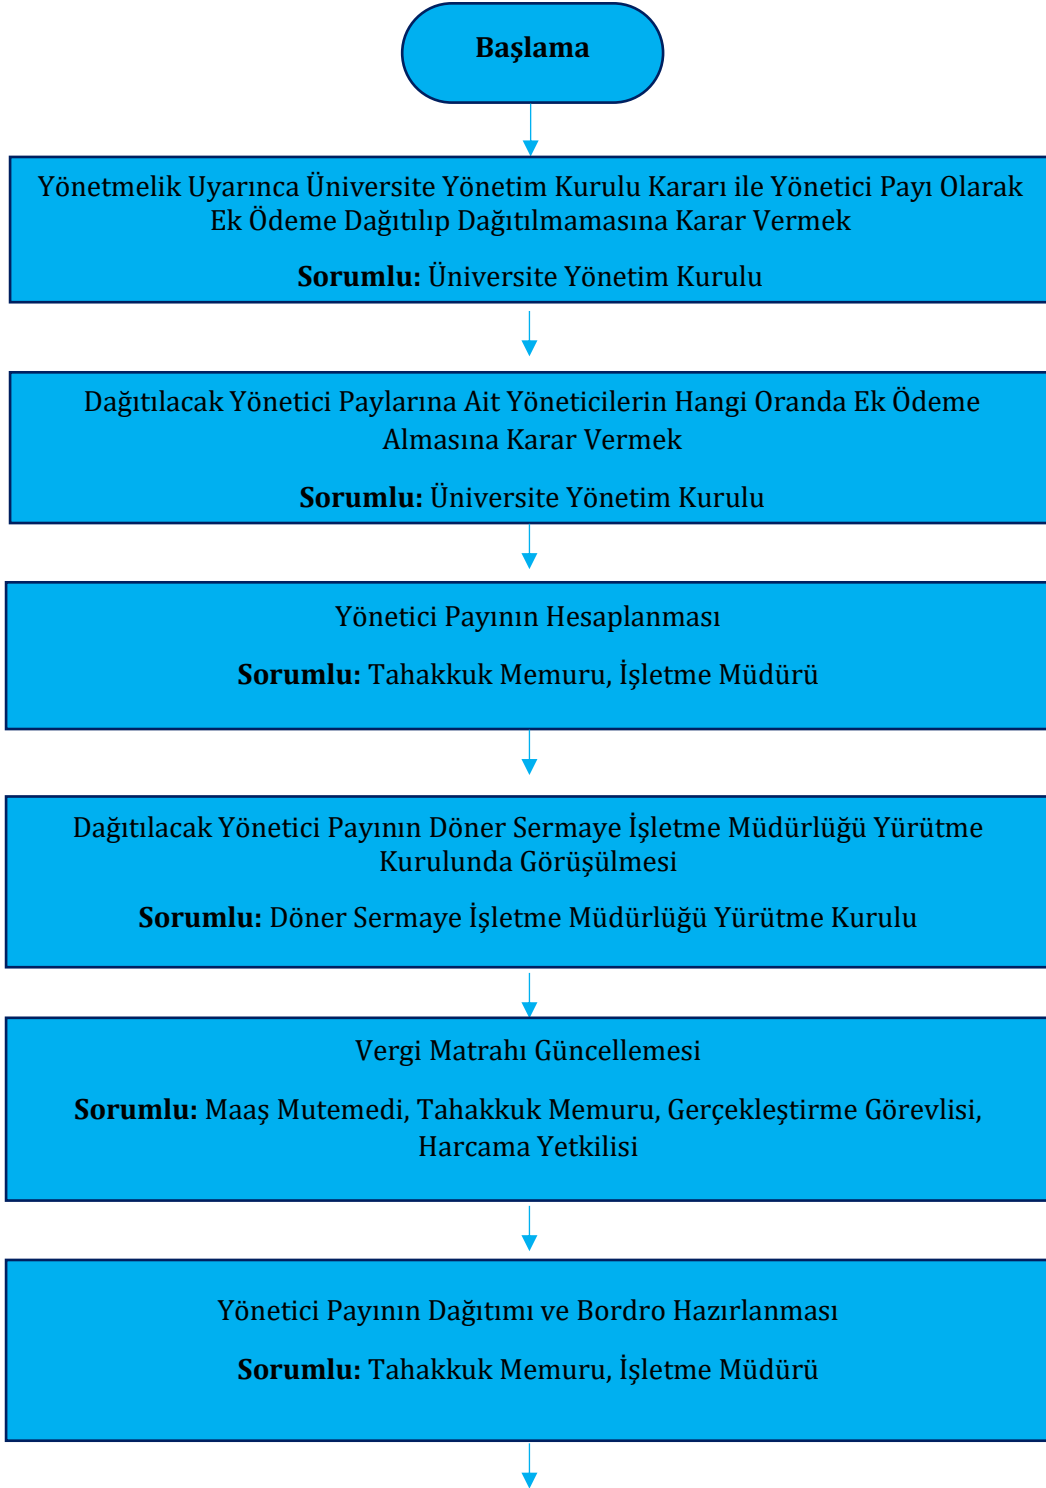 Başlama
Yönetmelik Uyarınca Üniversite Yönetim Kurulu Kararı ile Yönetici Payı Olarak
Ek Ödeme Dağıtılıp Dağıtılmamasına Karar Vermek
Sorumlu: Üniversite Yönetim Kurulu
Dağıtılacak Yönetici Paylarına Ait Yöneticilerin Hangi Oranda Ek Ödeme
Almasına Karar Vermek
Sorumlu: Üniversite Yönetim Kurulu
Yönetici Payının Hesaplanması
Sorumlu: Tahakkuk Memuru, İşletme Müdürü
Dağıtılacak Yönetici Payının Döner Sermaye İşletme Müdürlüğü Yürütme
Kurulunda Görüşülmesi
Sorumlu: Döner Sermaye İşletme Müdürlüğü Yürütme Kurulu
Vergi Matrahı Güncellemesi
Sorumlu: Maaş Mutemedi, Tahakkuk Memuru, Gerçekleştirme Görevlisi,
Harcama Yetkilisi
Yönetici Payının Dağıtımı ve Bordro Hazırlanması
Sorumlu: Tahakkuk Memuru, İşletme Müdürü